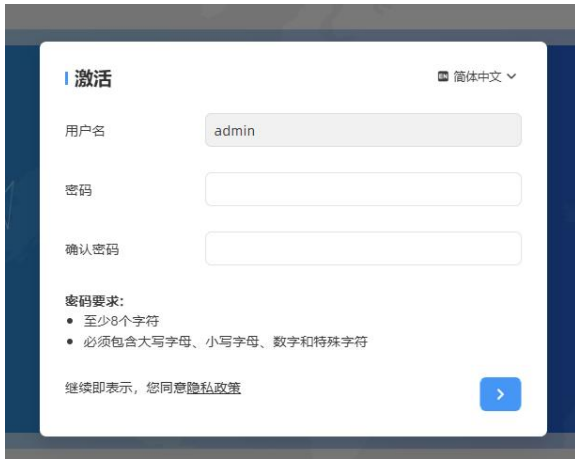 激活
EN 简体中文
用户名
admin
密码
确认密码
密码要求:
至少8个字符
必须包含大写字母、小写字母、数字和特殊字符
继续即表示，您同意隐私政策